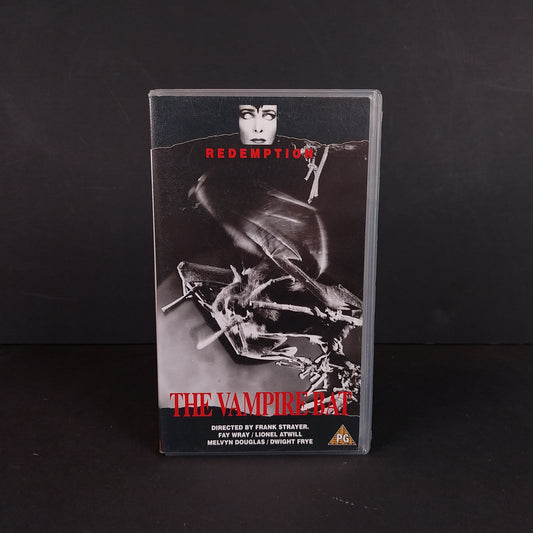 REDEMPTION
THE VAMPIRE BAT
DIRECTED BY FRANK STRAYER.
FAY WRAY / LIONEL ATWILL
MELVYN DOUGLAS / DWIGHT FRYE
PG